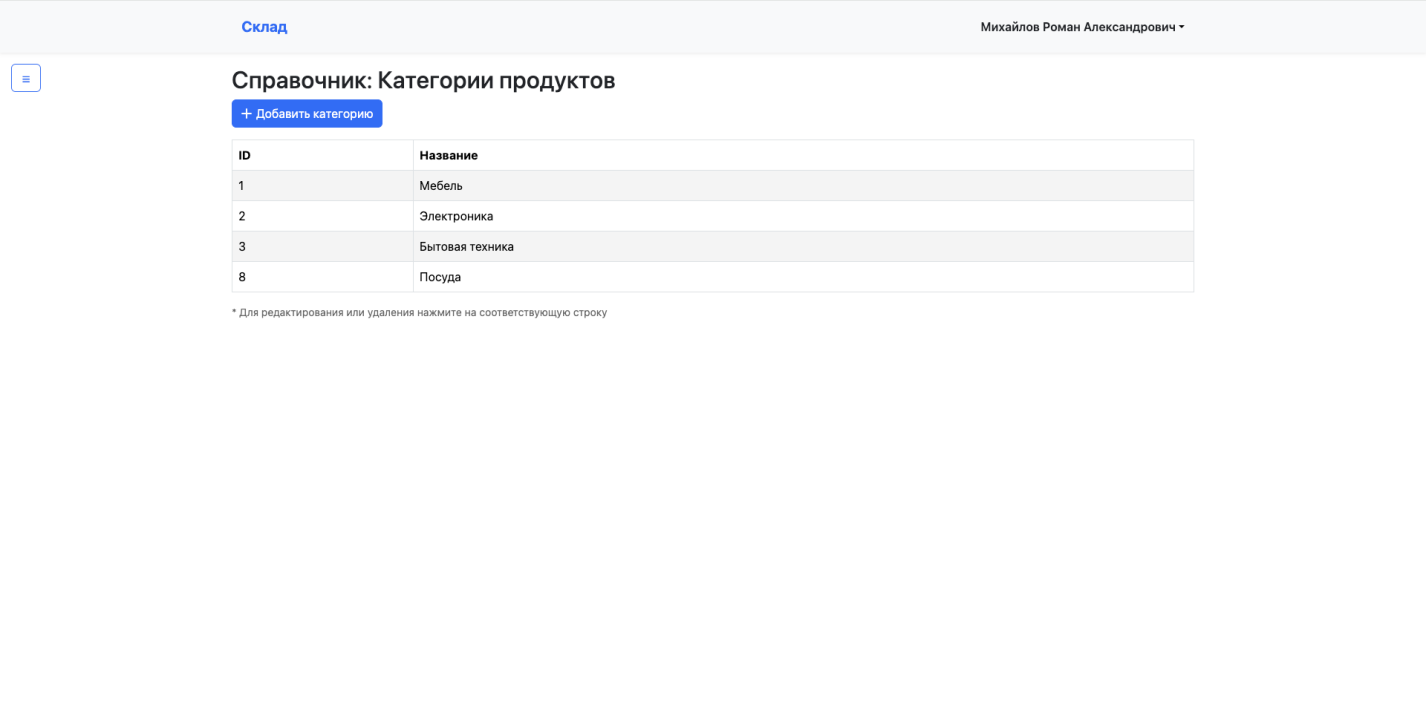 Склад
Михайлов Роман Александрович
Справочник: Категории продуктов
+ Добавить категорию
ID Название
1 Мебель
2 Электроника
3 Бытовая техника
8 Посуда
* Для редактирования или удаления нажмите на соответствующую строку